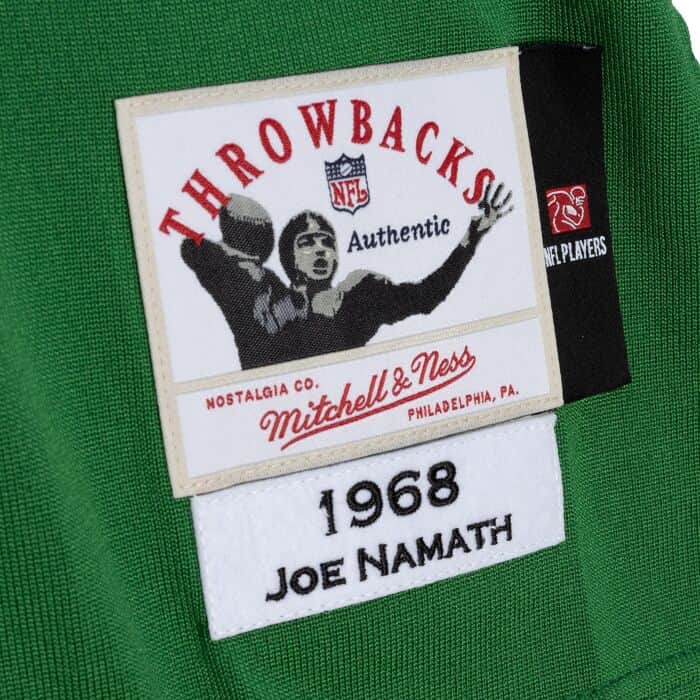 THROWBACKS
NFL
Authentic
NFL PLAYERS
NOSTALGIA CO.
Mitchell & Ness
PHILADELPHIA, PA.
1968
JOE NAMATH